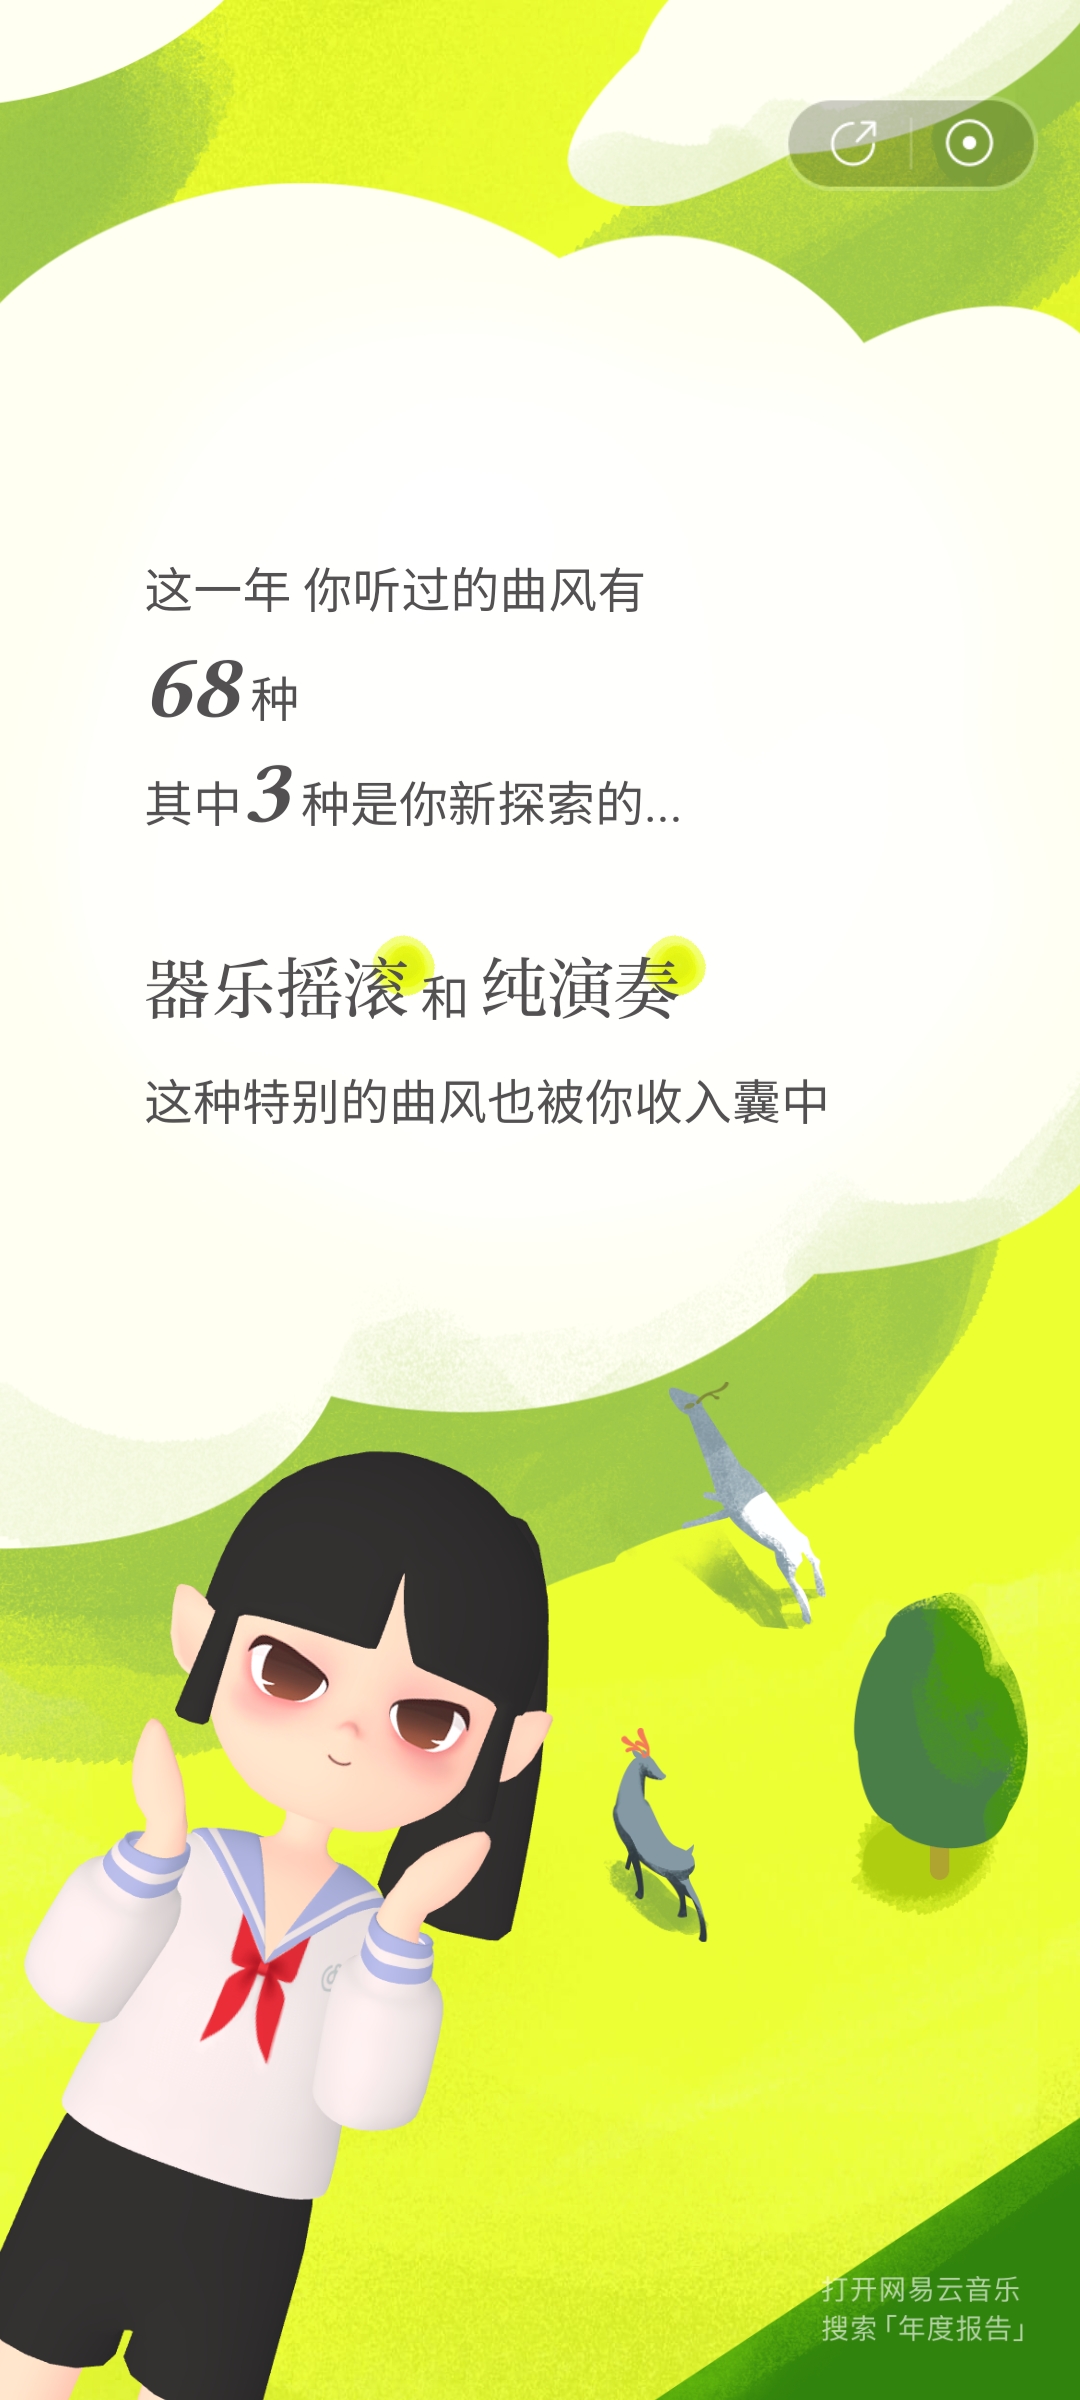 这一年 你听过的曲风有
68 种
其中3种是你新探索的...
器乐摇滚 和 纯演奏
这种特别的曲风也被你收入囊中
打开网易云音乐
搜索「年度报告」